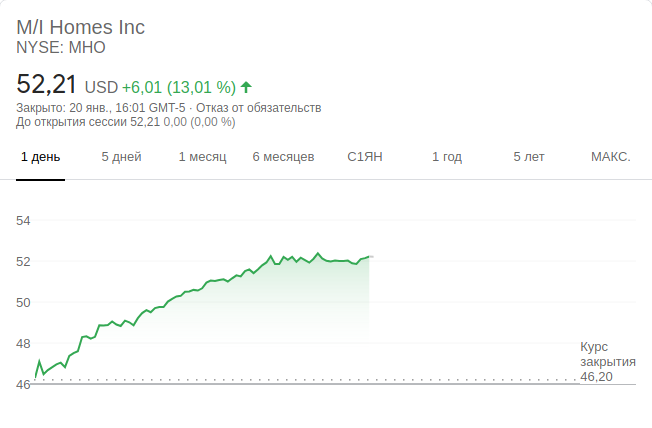 M/I Homes Inc
NYSE: MHO
52,21 USD +6,01 (13,01 %)
Закрыто: 20 янв., 16:01 GMT-5 · Отказ от обязательств
До открытия сессии 52,21 0,00 (0,00 %)
1 день 5 дней 1 месяц 6 месяцев С1ЯН 1 год 5 лет МАКС.
54
52
50
48
46
Курс
закрытия
46,20